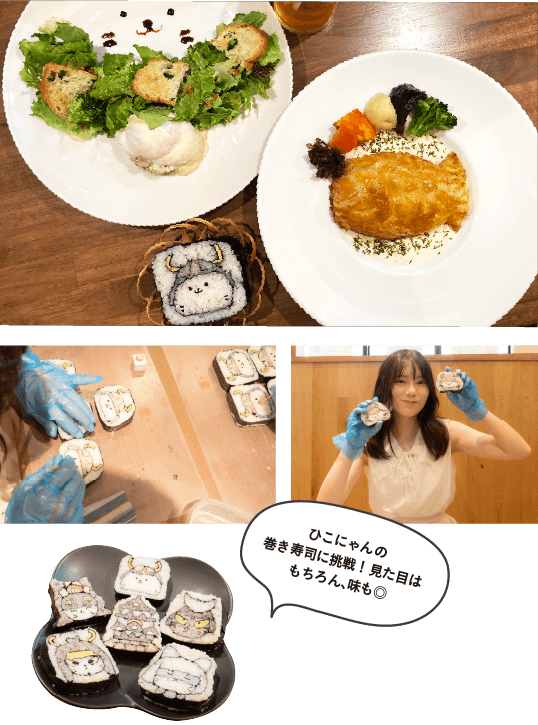 ひこにゃんの
巻き寿司に挑戦！見た目は
もちろん、味も◎